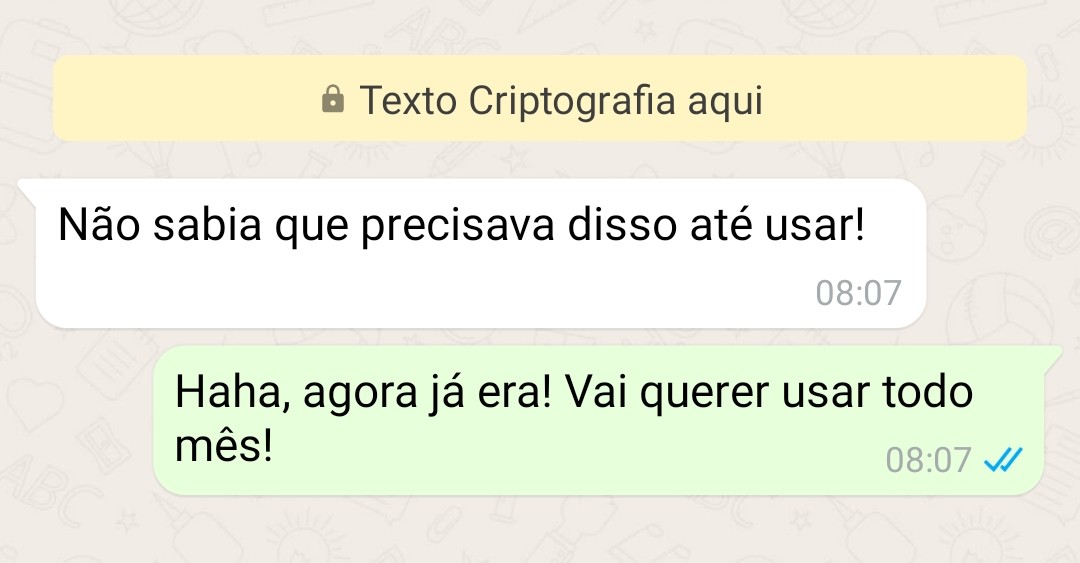 Texto Criptografia aqui
Não sabia que precisava disso até usar!
08:07
Haha, agora já era! Vai querer usar todo
mês!
08:07